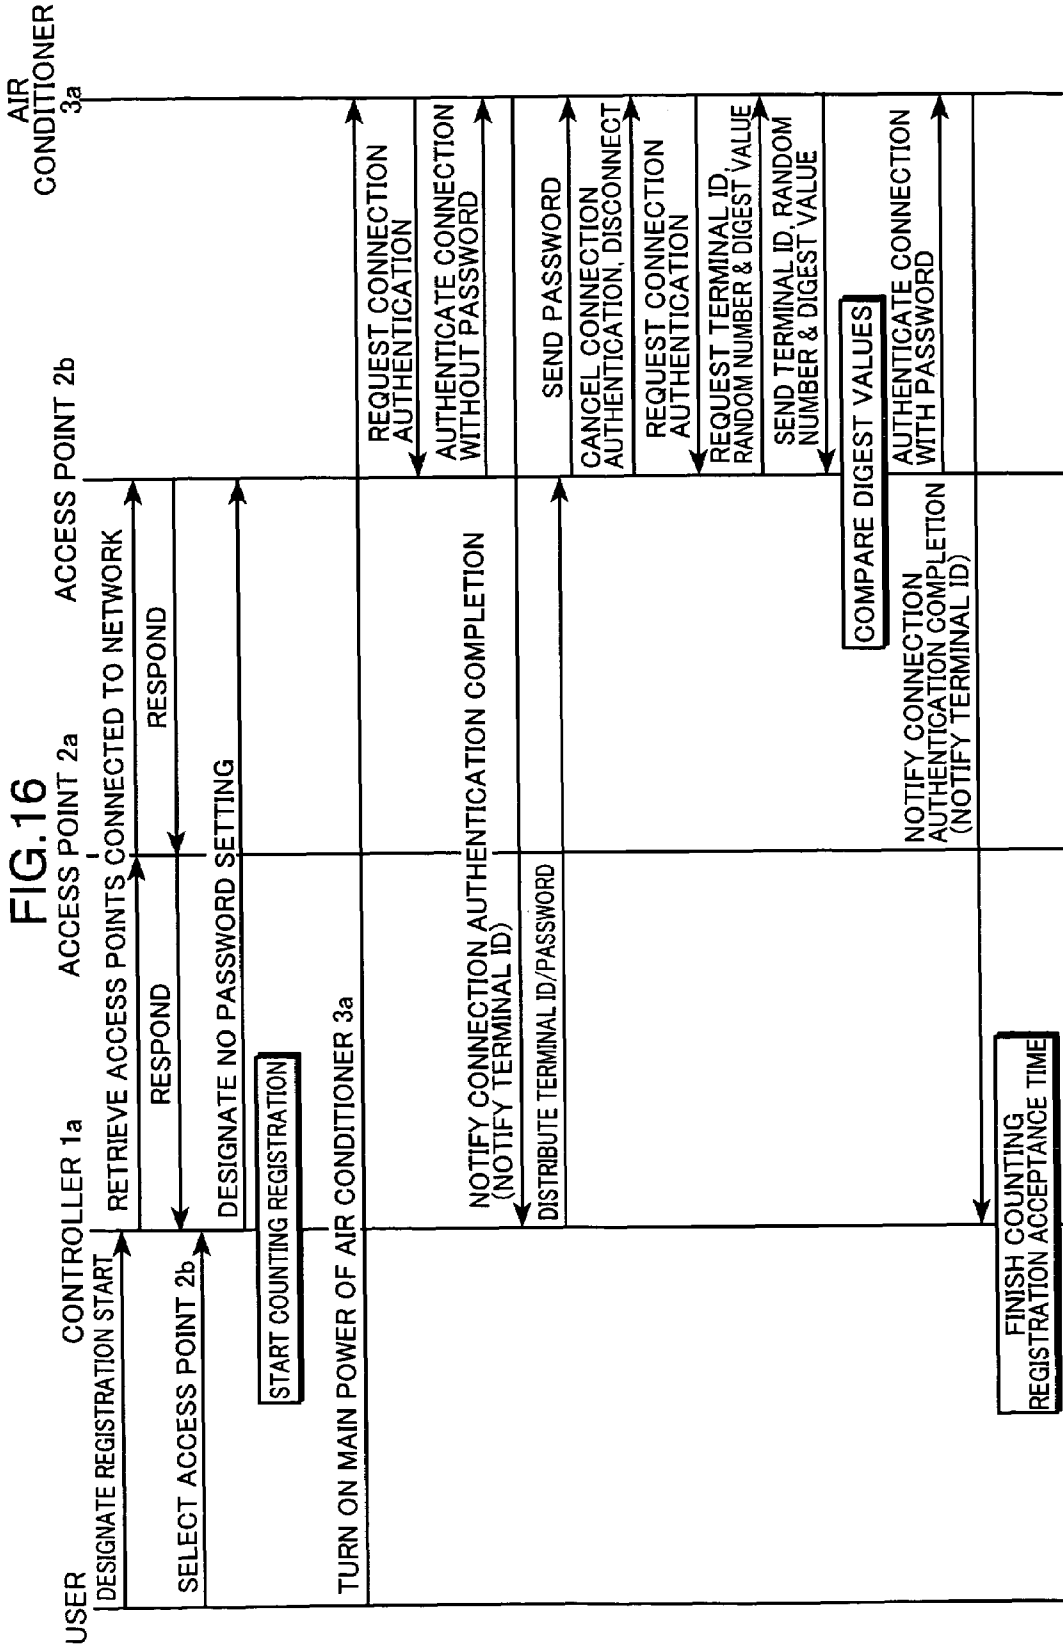 FIG.16
USER
CONTROLLER 1a
ACCESS POINT 2a
ACCESS POINT 2b
AIR
CONDITIONER
3a
DESIGNATE REGISTRATION START
RETRIEVE ACCESS POINTS CONNECTED TO NETWORK
RESPOND
RESPOND
SELECT ACCESS POINT 2b
DESIGNATE NO PASSWORD SETTING
START COUNTING REGISTRATION
TURN ON MAIN POWER OF AIR CONDITIONER 3a
REQUEST CONNECTION
AUTHENTICATION
AUTHENTICATE CONNECTION
WITHOUT PASSWORD
NOTIFY CONNECTION AUTHENTICATION COMPLETION
(NOTIFY TERMINAL ID)
DISTRIBUTE TERMINAL ID/PASSWORD
SEND PASSWORD
CANCEL CONNECTION
AUTHENTICATION, DISCONNECT
REQUEST CONNECTION
AUTHENTICATION
REQUEST TERMINAL ID,
RANDOM NUMBER & DIGEST VALUE
SEND TERMINAL ID, RANDOM
NUMBER & DIGEST VALUE
COMPARE DIGEST VALUES
AUTHENTICATE CONNECTION
WITH PASSWORD
NOTIFY CONNECTION
AUTHENTICATION COMPLETION
(NOTIFY TERMINAL ID)
FINISH COUNTING
REGISTRATION ACCEPTANCE TIME